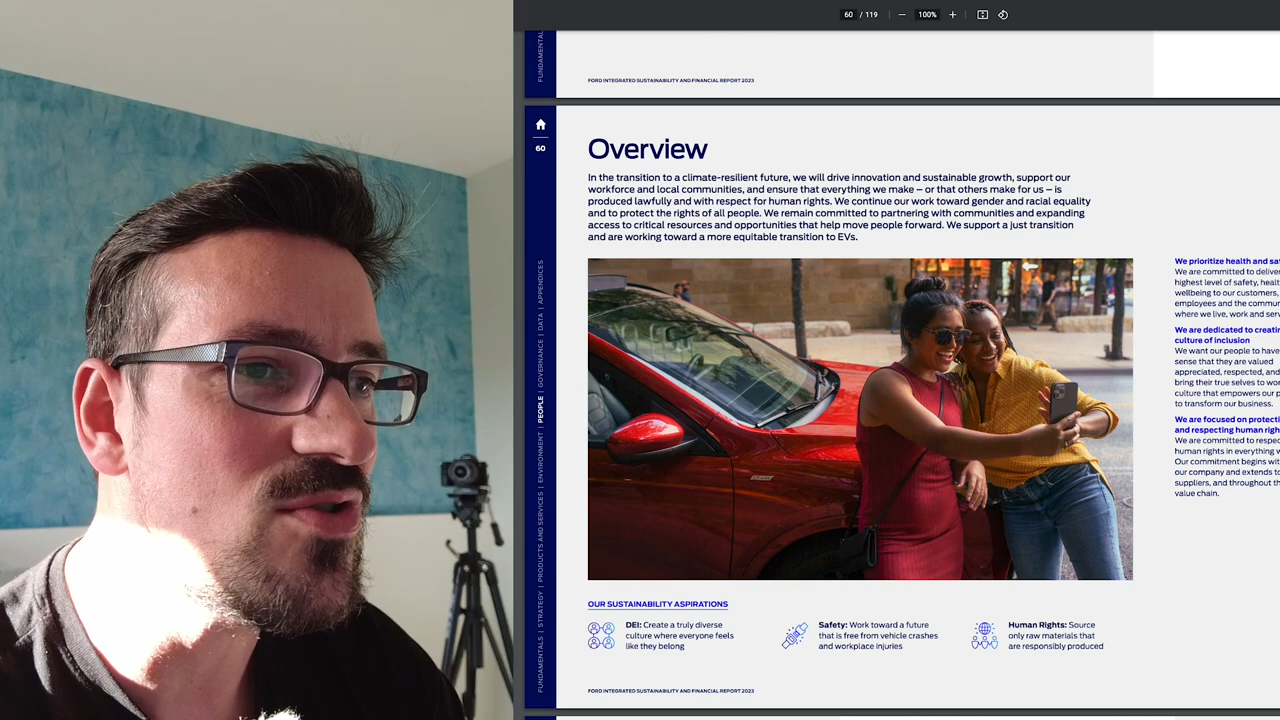 60 / 119
100%
FUNDAMENTAL
FORD INTEGRATED SUSTAINABILITY AND FINANCIAL REPORT 2023
60
FUNDAMENTALS | STRATEGY | PRODUCTS AND SERVICES | ENVIRONMENT | PEOPLE | GOVERNANCE | DATA | APPENDICES
Overview
In the transition to a climate-resilient future, we will drive innovation and sustainable growth, support our
workforce and local communities, and ensure that everything we make – or that others make for us – is
produced lawfully and with respect for human rights. We continue our work toward gender and racial equality
and to protect the rights of all people. We remain committed to partnering with communities and expanding
access to critical resources and opportunities that help move people forward. We support a just transition
and are working toward a more equitable transition to EVs.
We prioritize health and saf
We are committed to deliver
highest level of safety, healt
wellbeing to our customers,
employees and the commun
where we live, work and serv
We are dedicated to creatin
culture of inclusion
We want our people to have
sense that they are valued
appreciated, respected, and
bring their true selves to wor
culture that empowers our p
to transform our business.
We are focused on protecti
and respecting human righ
We are committed to respec
human rights in everything w
Our commitment begins wit
our company and extends to
suppliers, and throughout th
value chain.
OUR SUSTAINABILITY ASPIRATIONS
DEI: Create a truly diverse
culture where everyone feels
like they belong
Safety: Work toward a future
that is free from vehicle crashes
and workplace injuries
Human Rights: Source
only raw materials that
are responsibly produced
FORD INTEGRATED SUSTAINABILITY AND FINANCIAL REPORT 2023